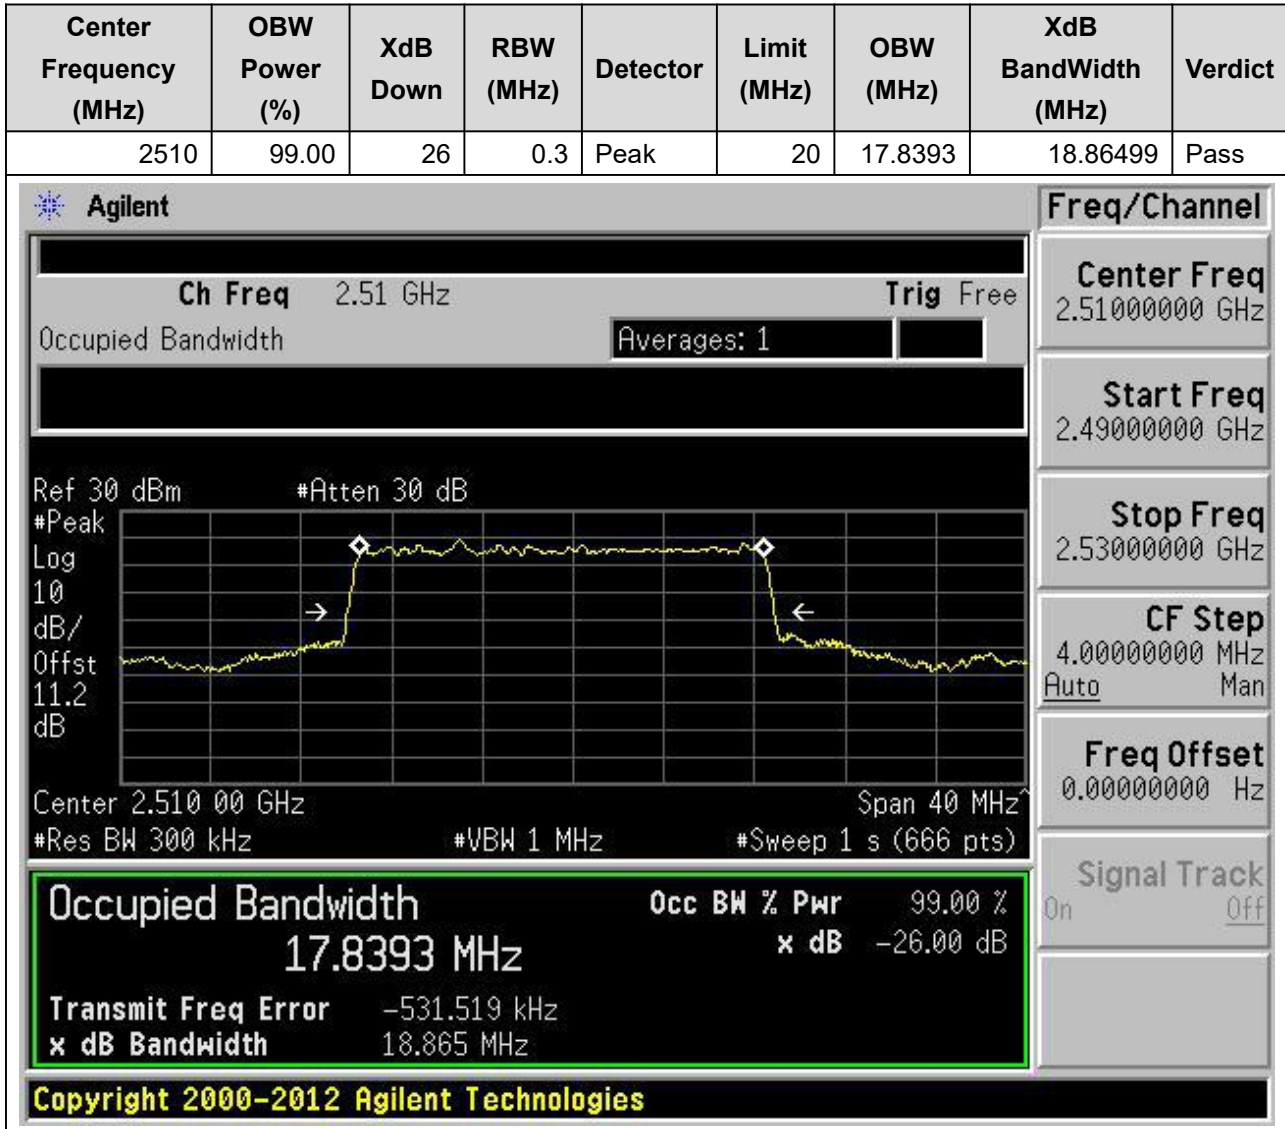 Center Frequency (MHz) OBW Power (%) XdB Down RBW (MHz) Detector Limit (MHz) OBW (MHz) XdB BandWidth (MHz) Verdict
2510 99.00 26 0.3 Peak 20 17.8393 18.86499 Pass
Agilent Freq/Channel
Ch Freq 2.51 GHz Trig Free
Occupied Bandwidth Averages: 1
Center Freq
2.51000000 GHz
Start Freq
2.49000000 GHz
Stop Freq
2.53000000 GHz
CF Step
4.00000000 MHz
Auto Man
Freq Offset
0.00000000 Hz
Signal Track
On Off
Ref 30 dBm #Atten 30 dB
#Peak
Log
10
dB/
Offst
11.2
dB
Center 2.510 00 GHz Span 40 MHz^
#Res BW 300 kHz #VBW 1 MHz #Sweep 1 s (666 pts)
Occupied Bandwidth Occ BW % Pwr 99.00 %
17.8393 MHz x dB -26.00 dB
Transmit Freq Error -531.519 kHz
x dB Bandwidth 18.865 MHz
Copyright 2000-2012 Agilent Technologies